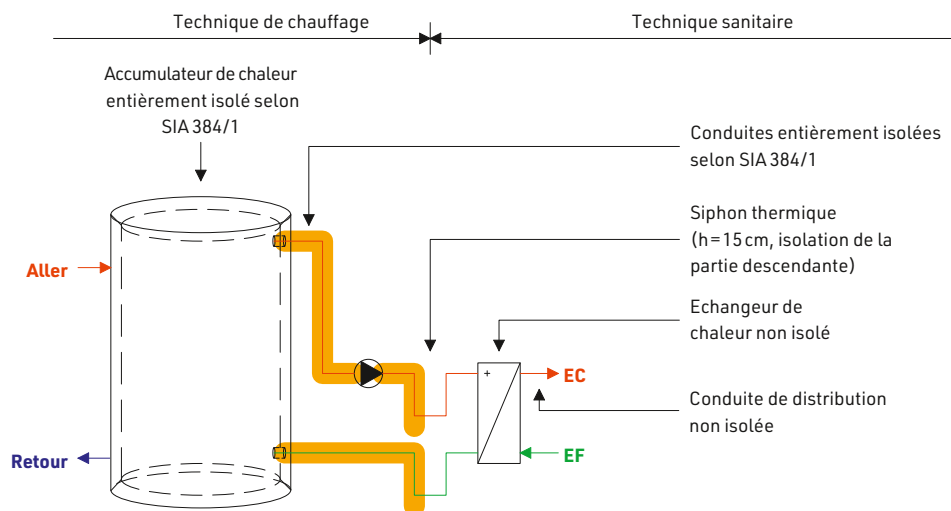 Technique de chauffage
Technique sanitaire
Accumulateur de chaleur
entièrement isolé selon
SIA 384/1
Conduites entièrement isolées
selon SIA 384/1
Siphon thermique
(h=15 cm, isolation de la
partie descendante)
Aller
Echangeur de
chaleur non isolé
+
EC
Conduite de distribution
non isolée
Retour
EF